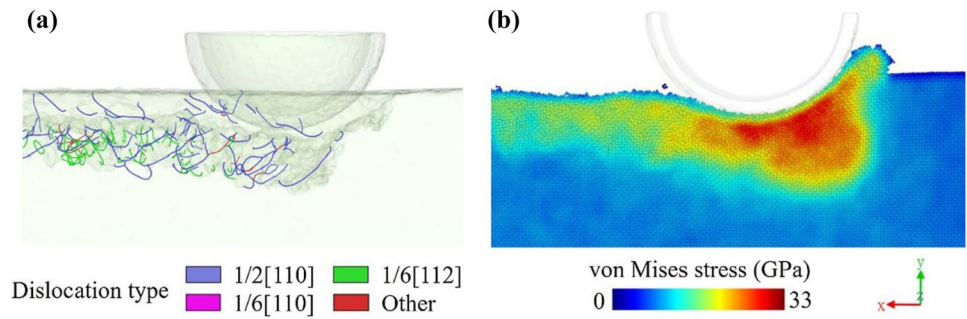 (a)
(b)
Dislocation type
1/2[110]
1/6[112]
1/6[110]
Other
von Mises stress (GPa)
0
33
y
z
x